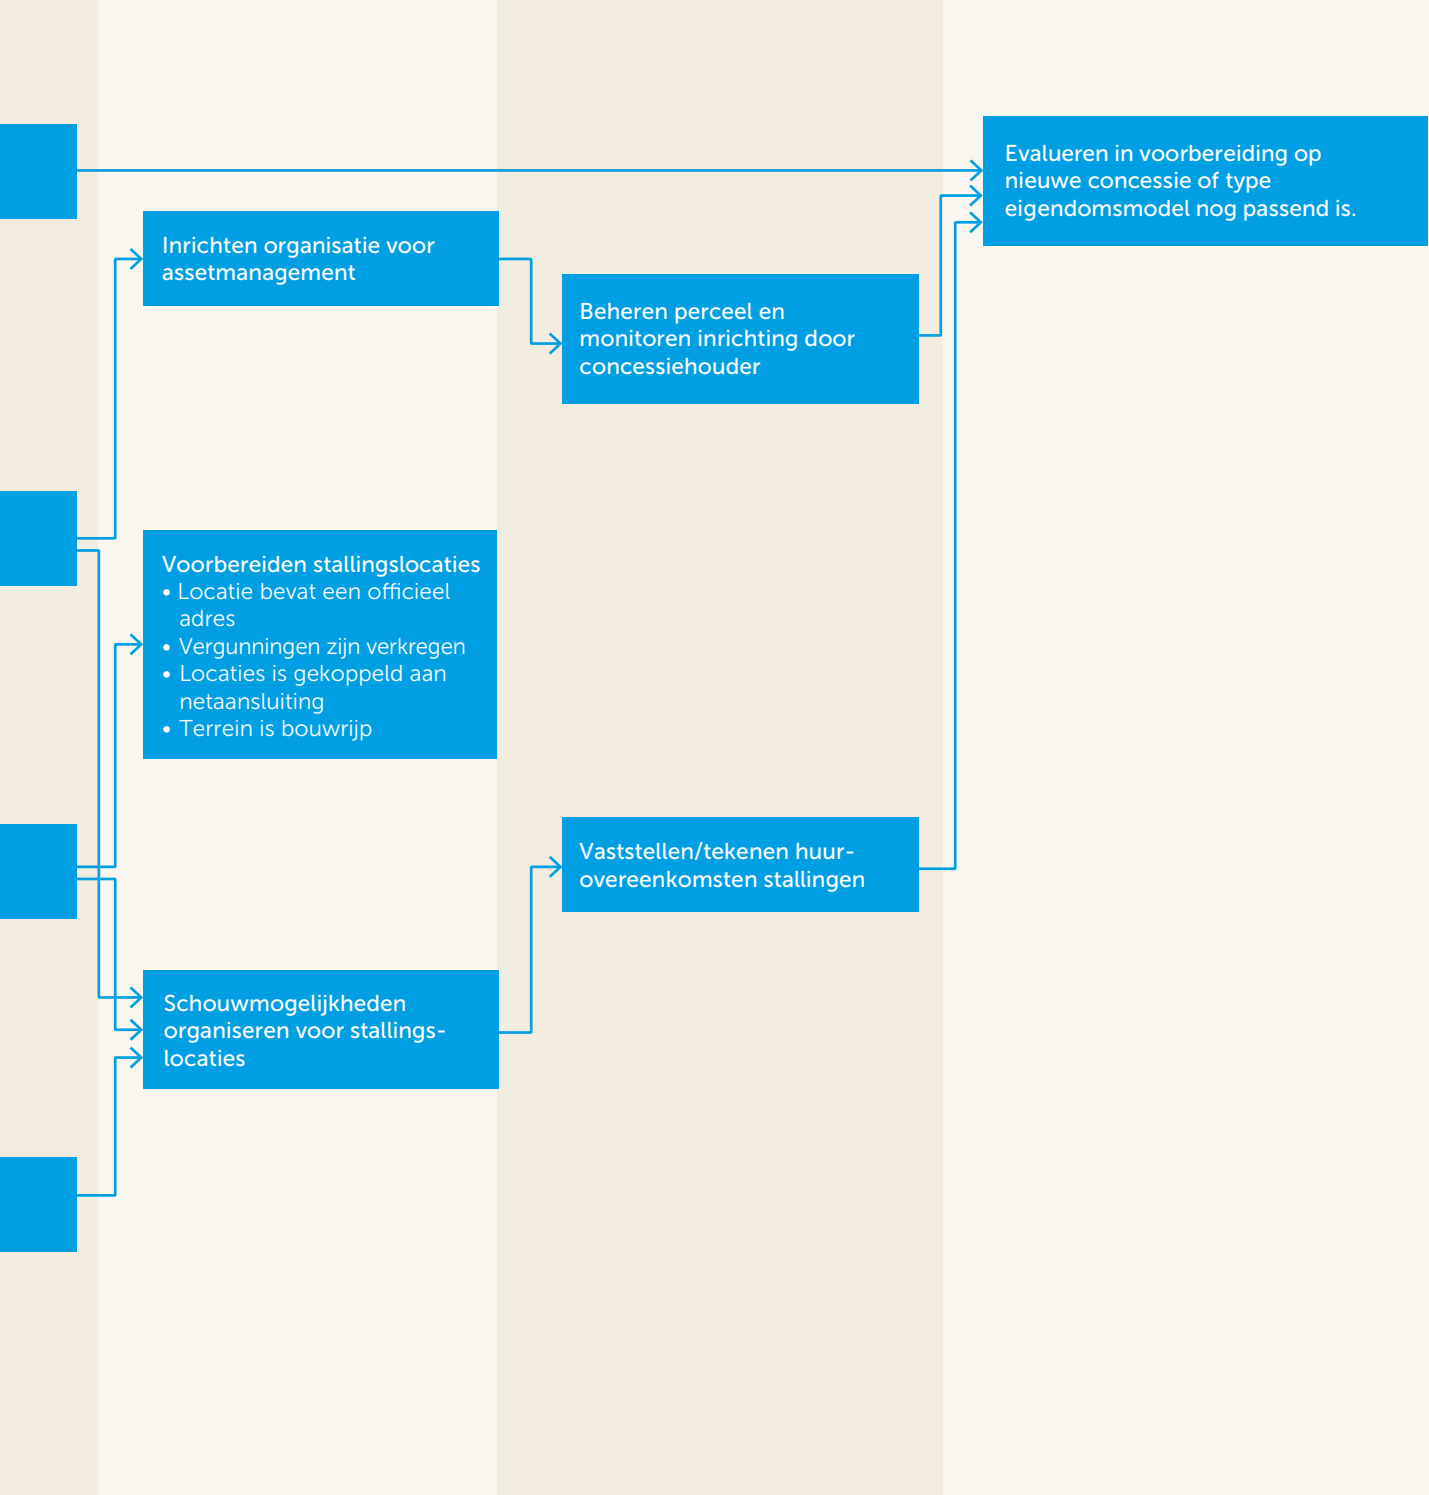 Evalueren in voorbereiding op
nieuwe concessie of type
eigendomsmodel nog passend is.
Inrichten organisatie voor
assetmanagement
Beheren perceel en
monitoren inrichting door
concessiehouder
Voorbereiden stallingslocaties
• Locatie bevat een officieel
adres
• Vergunningen zijn verkregen
• Locaties is gekoppeld aan
netaansluiting
• Terrein is bouwrijp
Vaststellen/tekenen huur-
overeenkomsten stallingen
Schouwmogelijkheden
organiseren voor stallings-
locaties